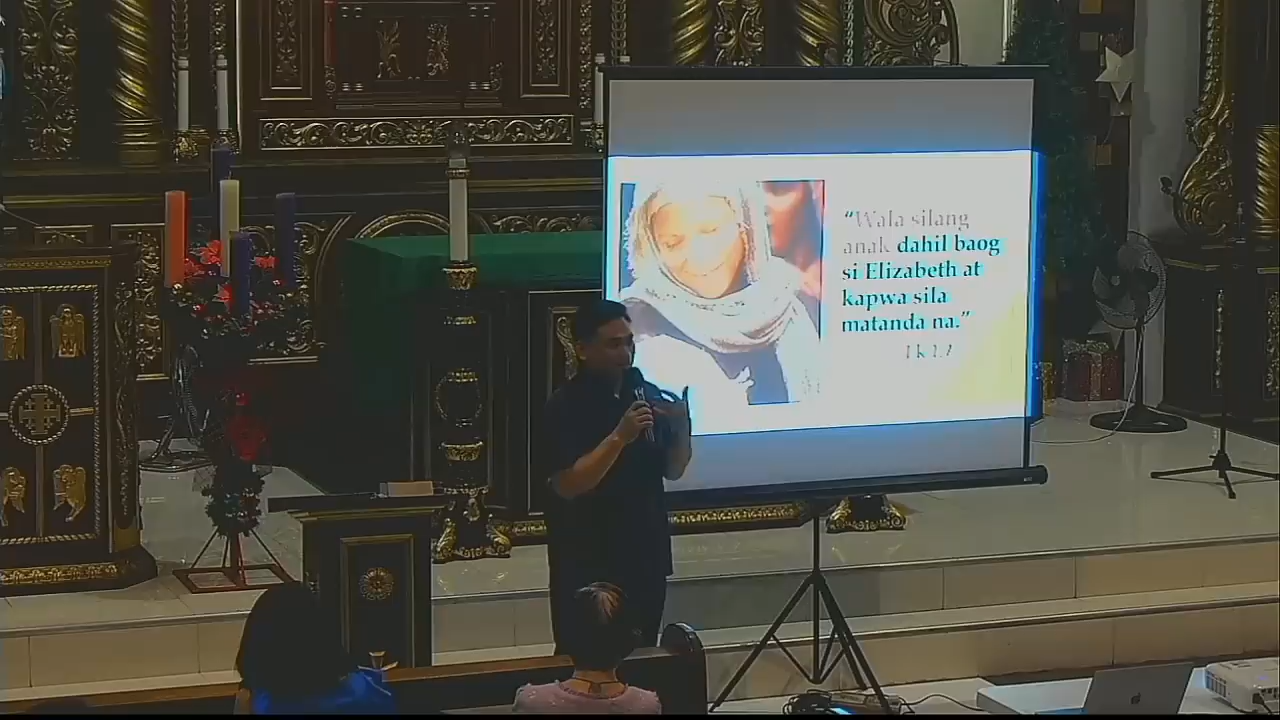 “Wala silang
anak dahil baog
si Elizabeth at
kapwa sila
matanda na.”